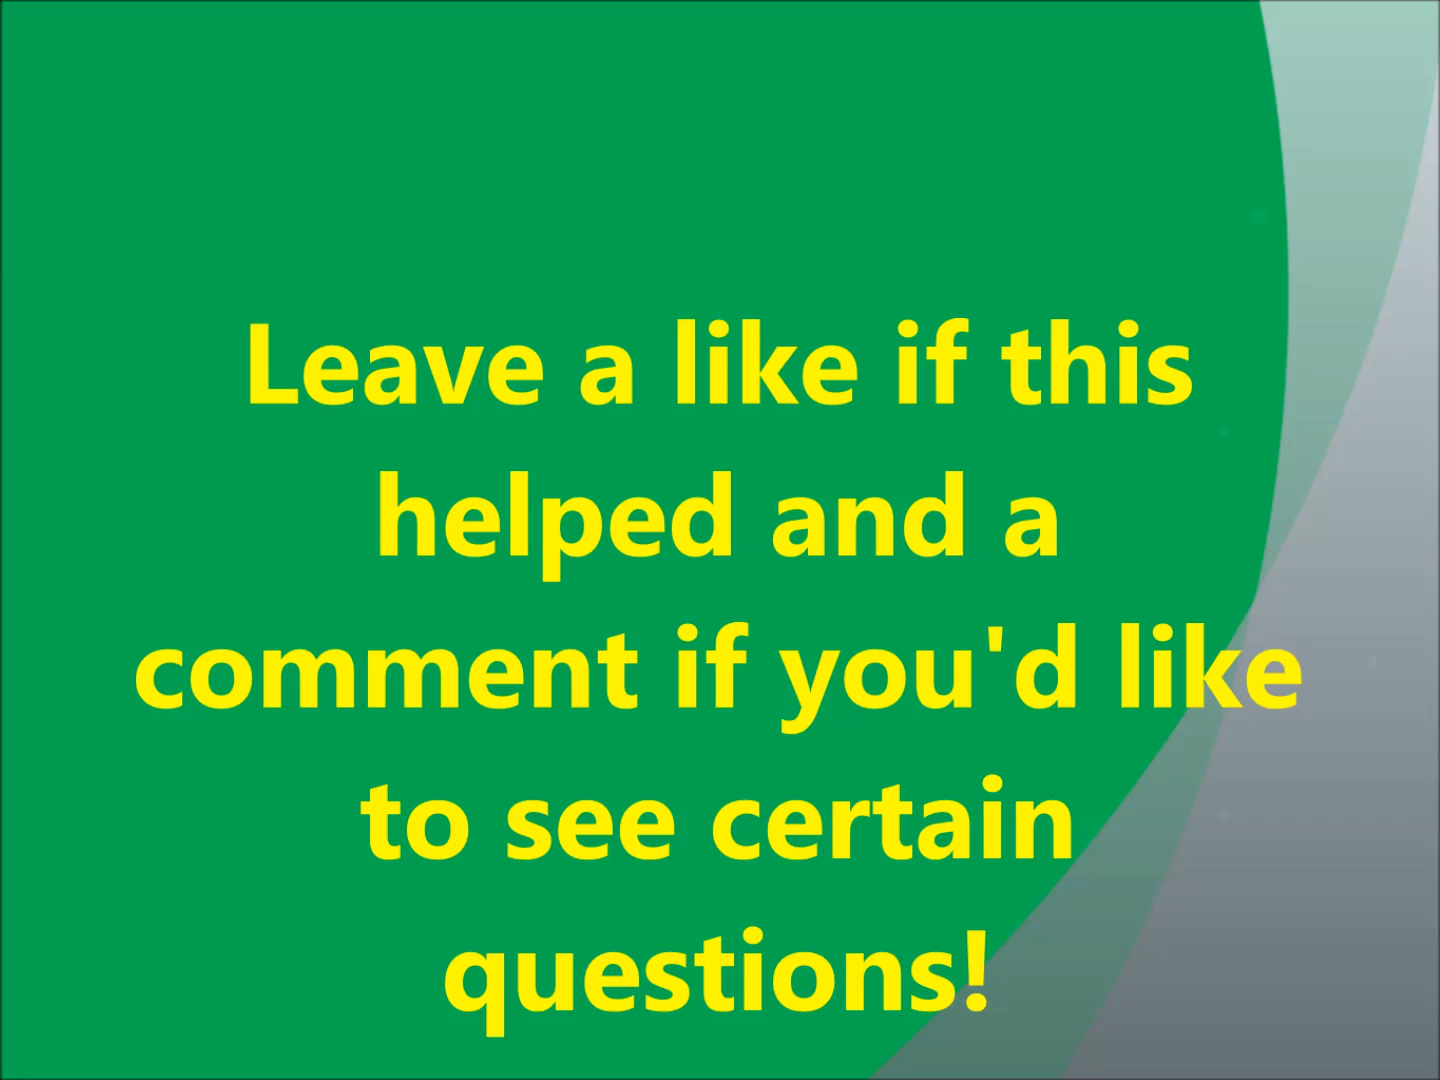 Leave a like if this
helped and a
comment if you'd like
to see certain
questions!